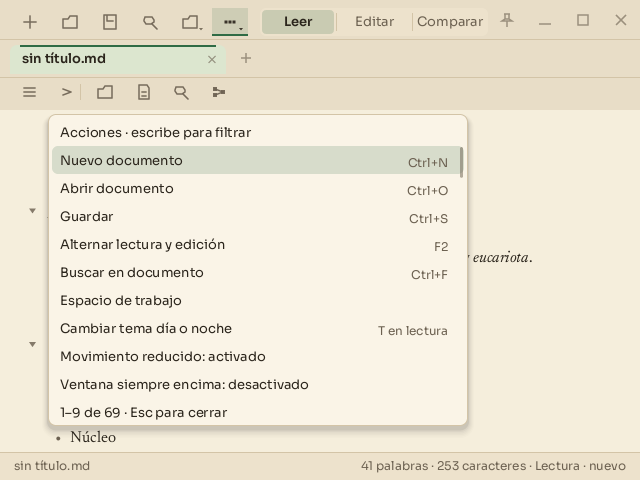 Leer Editar Comparar
sin título.md
Acciones · escribe para filtrar
Nuevo documento Ctrl+N
Abrir documento Ctrl+O
Guardar Ctrl+S
Alternar lectura y edición F2
y eucariota.
Buscar en documento Ctrl+F
Espacio de trabajo
Cambiar tema día o noche T en lectura
Movimiento reducido: activado
Ventana siempre encima: desactivado
1–9 de 69 · Esc para cerrar
• Núcleo
sin título.md 41 palabras · 253 caracteres · Lectura · nuevo